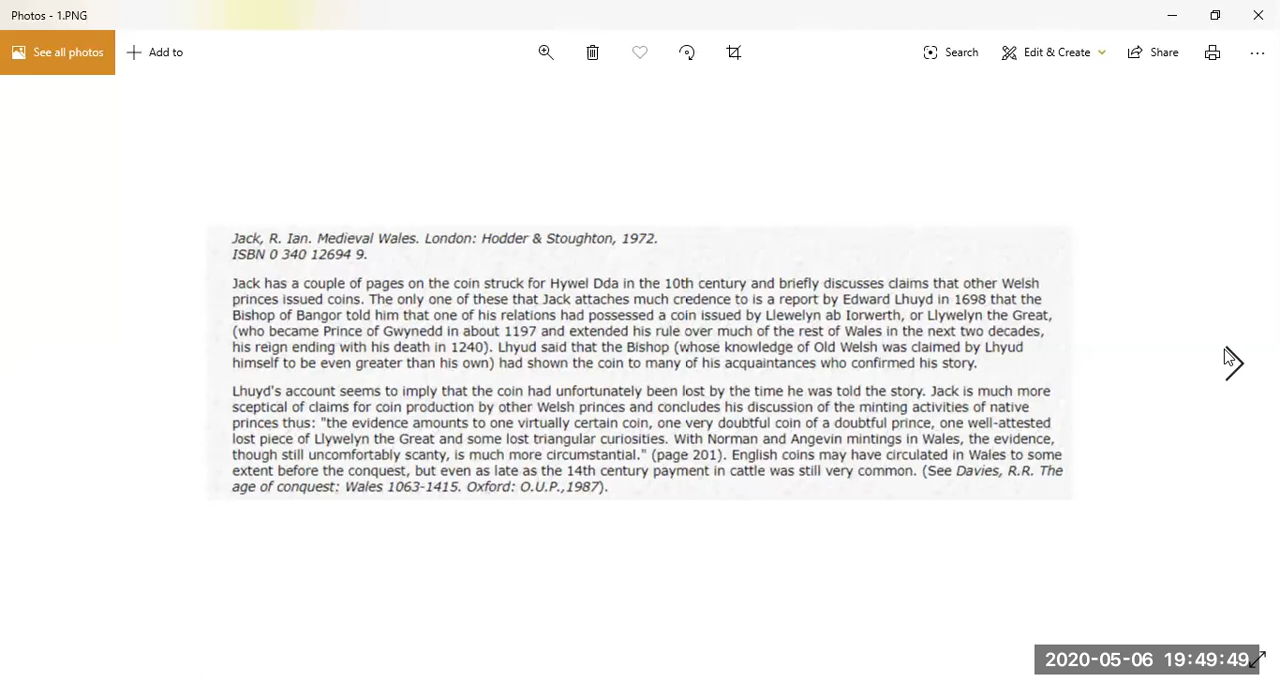 Photos - 1.PNG
See all photos
Add to
Search
Edit & Create
Share
Jack, R. Ian. Medieval Wales. London: Hodder & Stoughton, 1972.
ISBN 0 340 12694 9.
Jack has a couple of pages on the coin struck for Hywel Dda in the 10th century and briefly discusses claims that other Welsh
princes issued coins. The only one of these that Jack attaches much credence to is a report by Edward Lhuyd in 1698 that the
Bishop of Bangor told him that one of his relations had possessed a coin issued by Llewelyn ab Iorwerth, or Llywelyn the Great,
(who became Prince of Gwynedd in about 1197 and extended his rule over much of the rest of Wales in the next two decades,
his reign ending with his death in 1240). Lhyud said that the Bishop (whose knowledge of Old Welsh was claimed by Lhyud
himself to be even greater than his own) had shown the coin to many of his acquaintances who confirmed his story.
Lhyud's account seems to imply that the coin had unfortunately been lost by the time he was told the story. Jack is much more
sceptical of claims for coin production by other Welsh princes and concludes his discussion of the minting activities of native
princes thus: "the evidence amounts to one virtually certain coin, one very doubtful coin of a doubtful prince, one well-attested
lost piece of Llywelyn the Great and some lost triangular curiosities. With Norman and Angevin mintings in Wales, the evidence,
though still uncomfortably scanty, is much more circumstantial." (page 201). English coins may have circulated in Wales to some
extent before the conquest, but even as late as the 14th century payment in cattle was still very common. (See Davies, R.R. The
age of conquest: Wales 1063-1415. Oxford: O.U.P.,1987).
2020-05-06 19:49:49